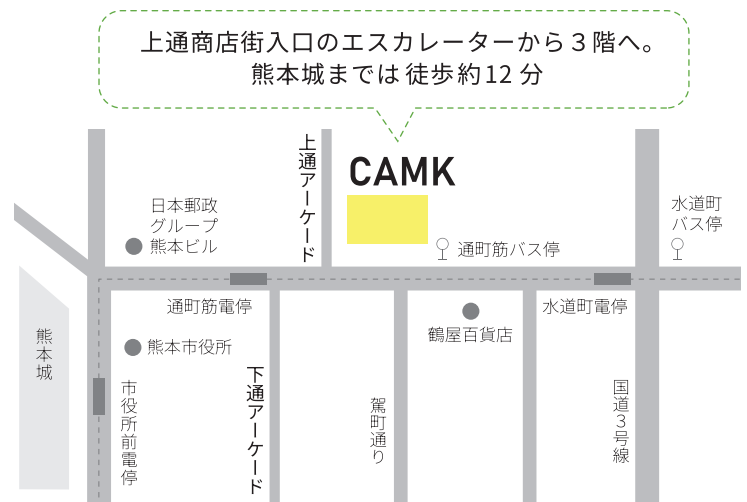 上通商店街入口のエスカレーターから３階へ。
熊本城までは 徒歩約12 分
上通アーケード
CAMK
日本郵政
グループ
熊本ビル
水道町
バス停
通町筋バス停
通町筋電停
水道町電停
鶴屋百貨店
熊本市役所
熊本城
市役所前電停
下通アーケード
駕町通り
国道３号線